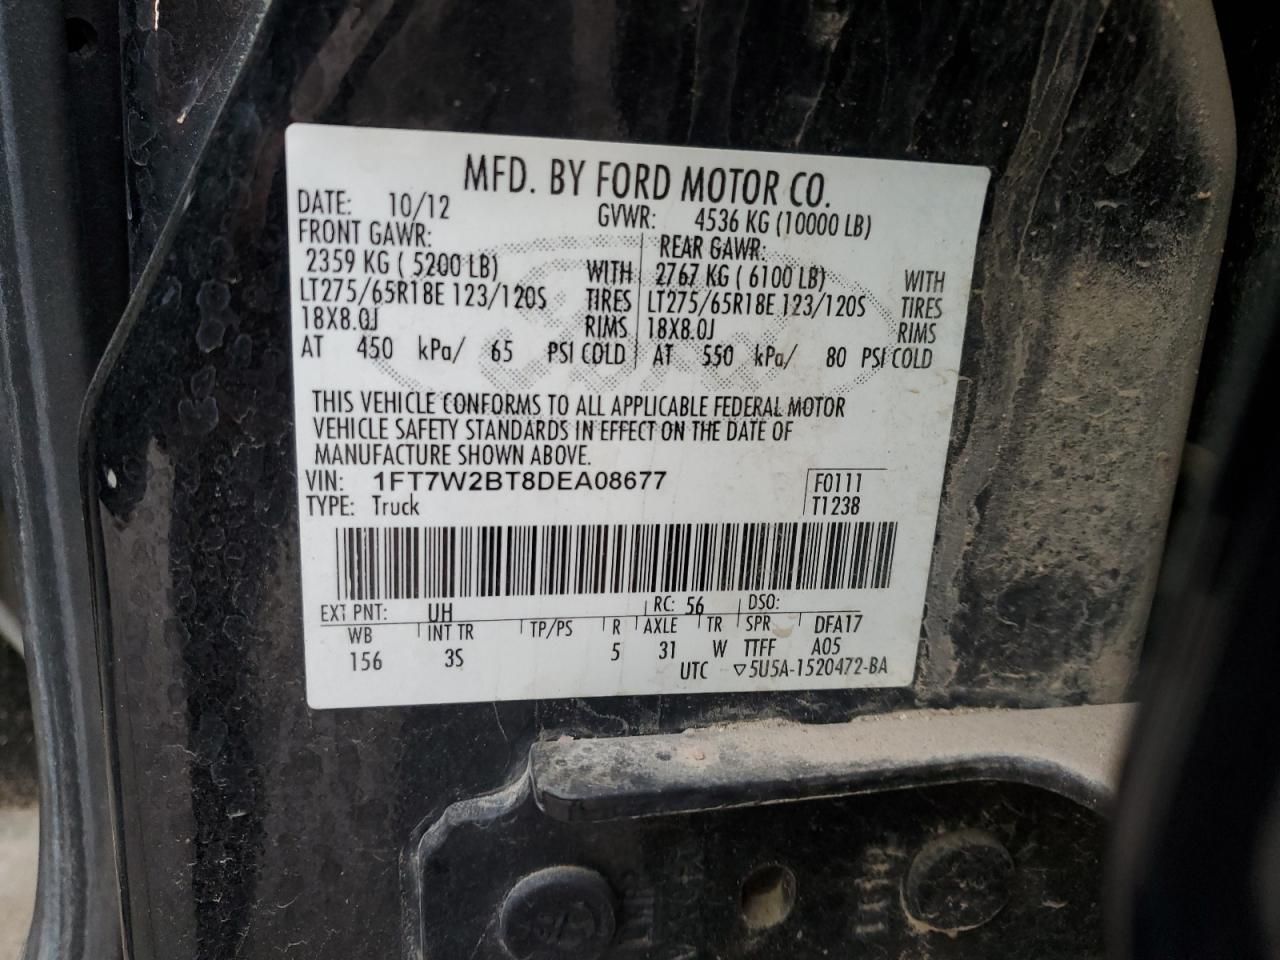 MFD. BY FORD MOTOR CO.
DATE: 10/12 GVWR: 4536 KG (10000 LB)
FRONT GAWR: REAR GAWR:
2359 KG ( 5200 LB) WITH 2767 KG ( 6100 LB) WITH
LT275/65R18E 123/120S TIRES LT275/65R18E 123/120S TIRES
18X8.0J RIMS 18X8.0J RIMS
AT 450 kPa/ 65 PSI COLD AT 550 kPa/ 80 PSI COLD
THIS VEHICLE CONFORMS TO ALL APPLICABLE FEDERAL MOTOR
VEHICLE SAFETY STANDARDS IN EFFECT ON THE DATE OF
MANUFACTURE SHOWN ABOVE.
VIN: 1FT7W2BT8DEA08677 F0111
TYPE: Truck T1238
EXT PNT: UH RC: 56 DSO:
WB INT TR TP/PS R AXLE TR SPR DFA17
156 3S 5 31 W TTFF A05
UTC ▽5U5A-1520472-BA